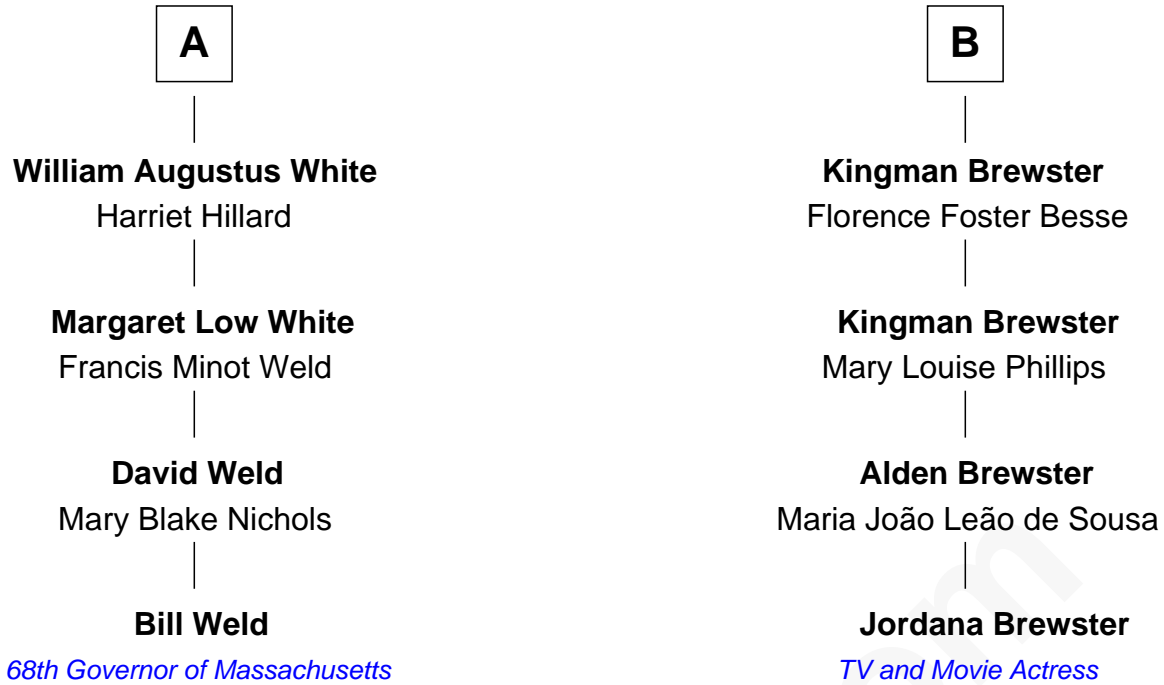 A
William Augustus White
Harriet Hillard
Margaret Low White
Francis Minot Weld
David Weld
Mary Blake Nichols
Bill Weld
68th Governor of Massachusetts
B
Kingman Brewster
Florence Foster Besse
Kingman Brewster
Mary Louise Phillips
Alden Brewster
Maria João Leão de Sousa
Jordana Brewster
TV and Movie Actress